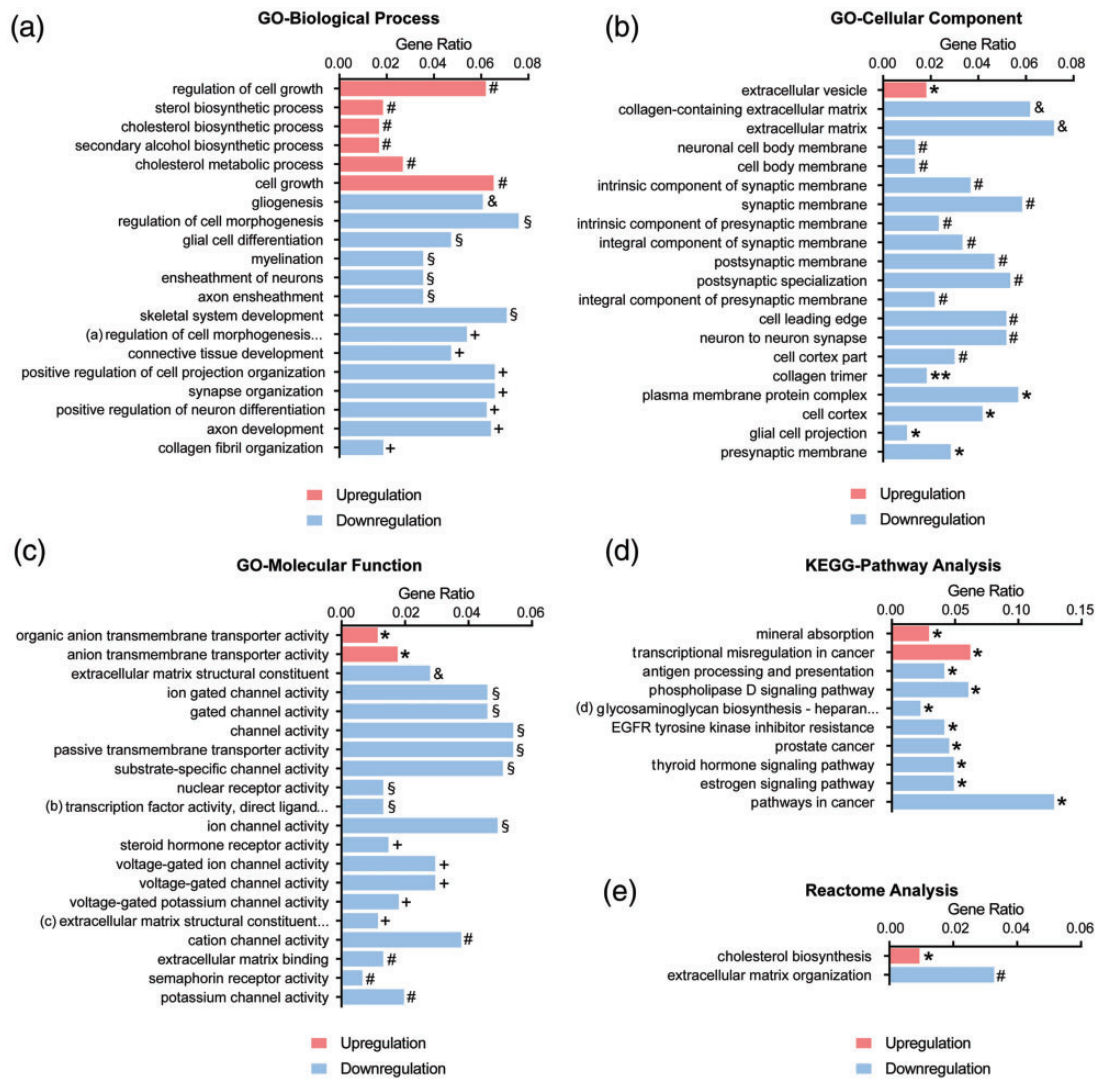 (a)
GO-Biological Process
Gene Ratio
0.00 0.02 0.04 0.06 0.08
regulation of cell growth #
sterol biosynthetic process #
cholesterol biosynthetic process #
secondary alcohol biosynthetic process #
cholesterol metabolic process #
cell growth #
gliogenesis &
regulation of cell morphogenesis §
glial cell differentiation §
myelination §
ensheathment of neurons §
axon ensheathment §
skeletal system development §
(a) regulation of cell morphogenesis... +
connective tissue development +
positive regulation of cell projection organization +
synapse organization +
positive regulation of neuron differentiation +
axon development +
collagen fibril organization +
Upregulation
Downregulation
(b)
GO-Cellular Component
Gene Ratio
0.00 0.02 0.04 0.06 0.08
extracellular vesicle *
collagen-containing extracellular matrix &
extracellular matrix &
neuronal cell body membrane #
cell body membrane #
intrinsic component of synaptic membrane #
synaptic membrane #
intrinsic component of presynaptic membrane #
integral component of synaptic membrane #
postsynaptic membrane #
postsynaptic specialization #
integral component of presynaptic membrane #
cell leading edge #
neuron to neuron synapse #
cell cortex part #
collagen trimer **
plasma membrane protein complex *
cell cortex *
glial cell projection *
presynaptic membrane *
Upregulation
Downregulation
(c)
GO-Molecular Function
Gene Ratio
0.00 0.02 0.04 0.06
organic anion transmembrane transporter activity *
anion transmembrane transporter activity *
extracellular matrix structural constituent &
ion gated channel activity §
gated channel activity §
channel activity §
passive transmembrane transporter activity §
substrate-specific channel activity §
nuclear receptor activity §
(b) transcription factor activity, direct ligand... §
ion channel activity §
steroid hormone receptor activity +
voltage-gated ion channel activity +
voltage-gated channel activity +
voltage-gated potassium channel activity +
(c) extracellular matrix structural constituent... +
cation channel activity #
extracellular matrix binding #
semaphorin receptor activity #
potassium channel activity #
Upregulation
Downregulation
(d)
KEGG-Pathway Analysis
Gene Ratio
0.00 0.05 0.10 0.15
mineral absorption *
transcriptional misregulation in cancer *
antigen processing and presentation *
phospholipase D signaling pathway *
(d) glycosaminoglycan biosynthesis - heparan... *
EGFR tyrosine kinase inhibitor resistance *
prostate cancer *
thyroid hormone signaling pathway *
estrogen signaling pathway *
pathways in cancer *
(e)
Reactome Analysis
Gene Ratio
0.00 0.02 0.04 0.06
cholesterol biosynthesis *
extracellular matrix organization #
Upregulation
Downregulation